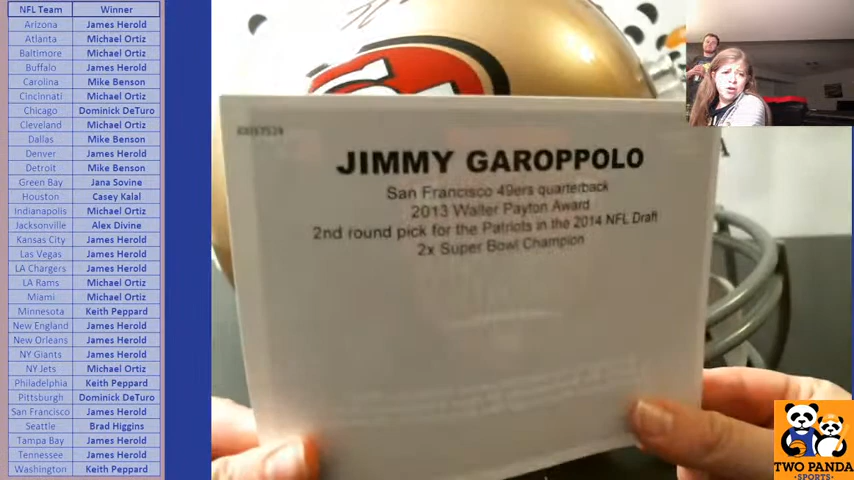 NFL Team Winner
Arizona James Herold
Atlanta Michael Ortiz
Baltimore Michael Ortiz
Buffalo James Herold
Carolina Mike Benson
Cincinnati Michael Ortiz
Chicago Dominick DeTuro
Cleveland Michael Ortiz
Dallas Mike Benson
Denver James Herold
Detroit Mike Benson
Green Bay Jana Sovine
Houston Casey Kalal
Indianapolis Michael Ortiz
Jacksonville Alex Divine
Kansas City James Herold
Las Vegas James Herold
LA Chargers James Herold
LA Rams Michael Ortiz
Miami Michael Ortiz
Minnesota Keith Peppard
New England James Herold
New Orleans James Herold
NY Giants James Herold
NY Jets Michael Ortiz
Philadelphia Keith Peppard
Pittsburgh Dominick DeTuro
San Francisco James Herold
Seattle Brad Higgins
Tampa Bay James Herold
Tennessee James Herold
Washington Keith Peppard
JIMMY GAROPPOLO
San Francisco 49ers quarterback
2013 Walter Payton Award
2nd round pick for the Patriots in the 2014 NFL Draft
2x Super Bowl Champion
TWO PANDA
-SPORTS-